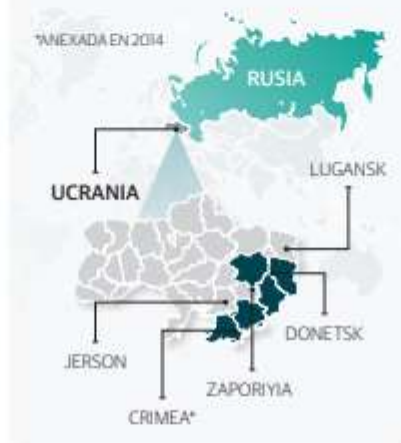 *ANEXADA EN 2014
RUSIA
LUGANSK
UCRANIA
DONETSK
JERSON
ZAPORIYIA
CRIMEA*